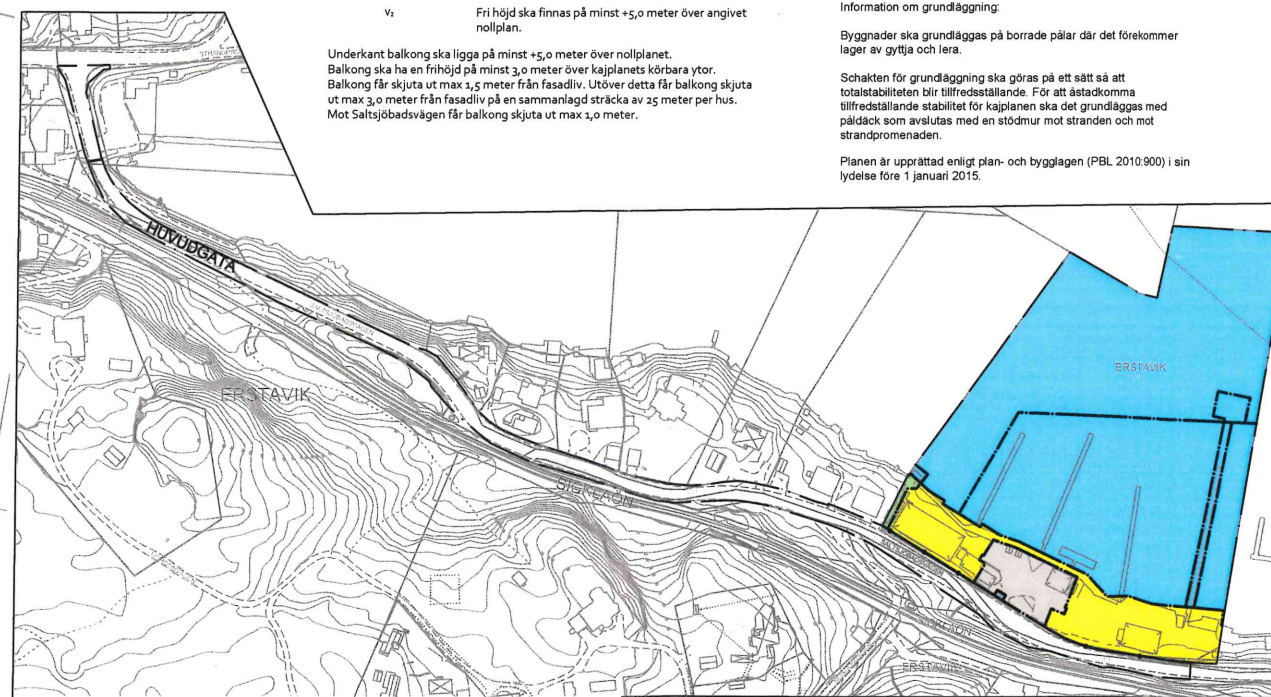 v₂
Fri höjd ska finnas på minst +5,0 meter över angivet
nollplan.
Underkant balkong ska ligga på minst +5,0 meter över nollplanet.
Balkong ska ha en frihöjd på minst 3,0 meter över kajplanets körbara ytor.
Balkong får skjuta ut max 1,5 meter från fasadliv. Utöver detta får balkong skjuta
ut max 3,0 meter från fasadliv på en sammanlagd sträcka av 25 meter per hus.
Mot Saltsjöbadsvägen får balkong skjuta ut max 1,0 meter.
Information om grundläggning:
Byggnader ska grundläggas på borrade pålar där det förekommer
lager av gyttja och lera.
Schakten för grundläggning ska göras på ett sätt så att
totalstabiliteten blir tillfredsställande. För att åstadkomma
tillfredställande stabilitet för kajplanen ska det grundläggas med
påldäck som avslutas med en stödmur mot stranden och mot
strandpromenaden.
Planen är upprättad enligt plan- och bygglagen (PBL 2010:900) i sin
lydelse före 1 januari 2015.
HUVUDGATA
ERSTAVIK
ERSTAVIK
SICKLAÖN
SICKLAÖN
ERSTAVIK